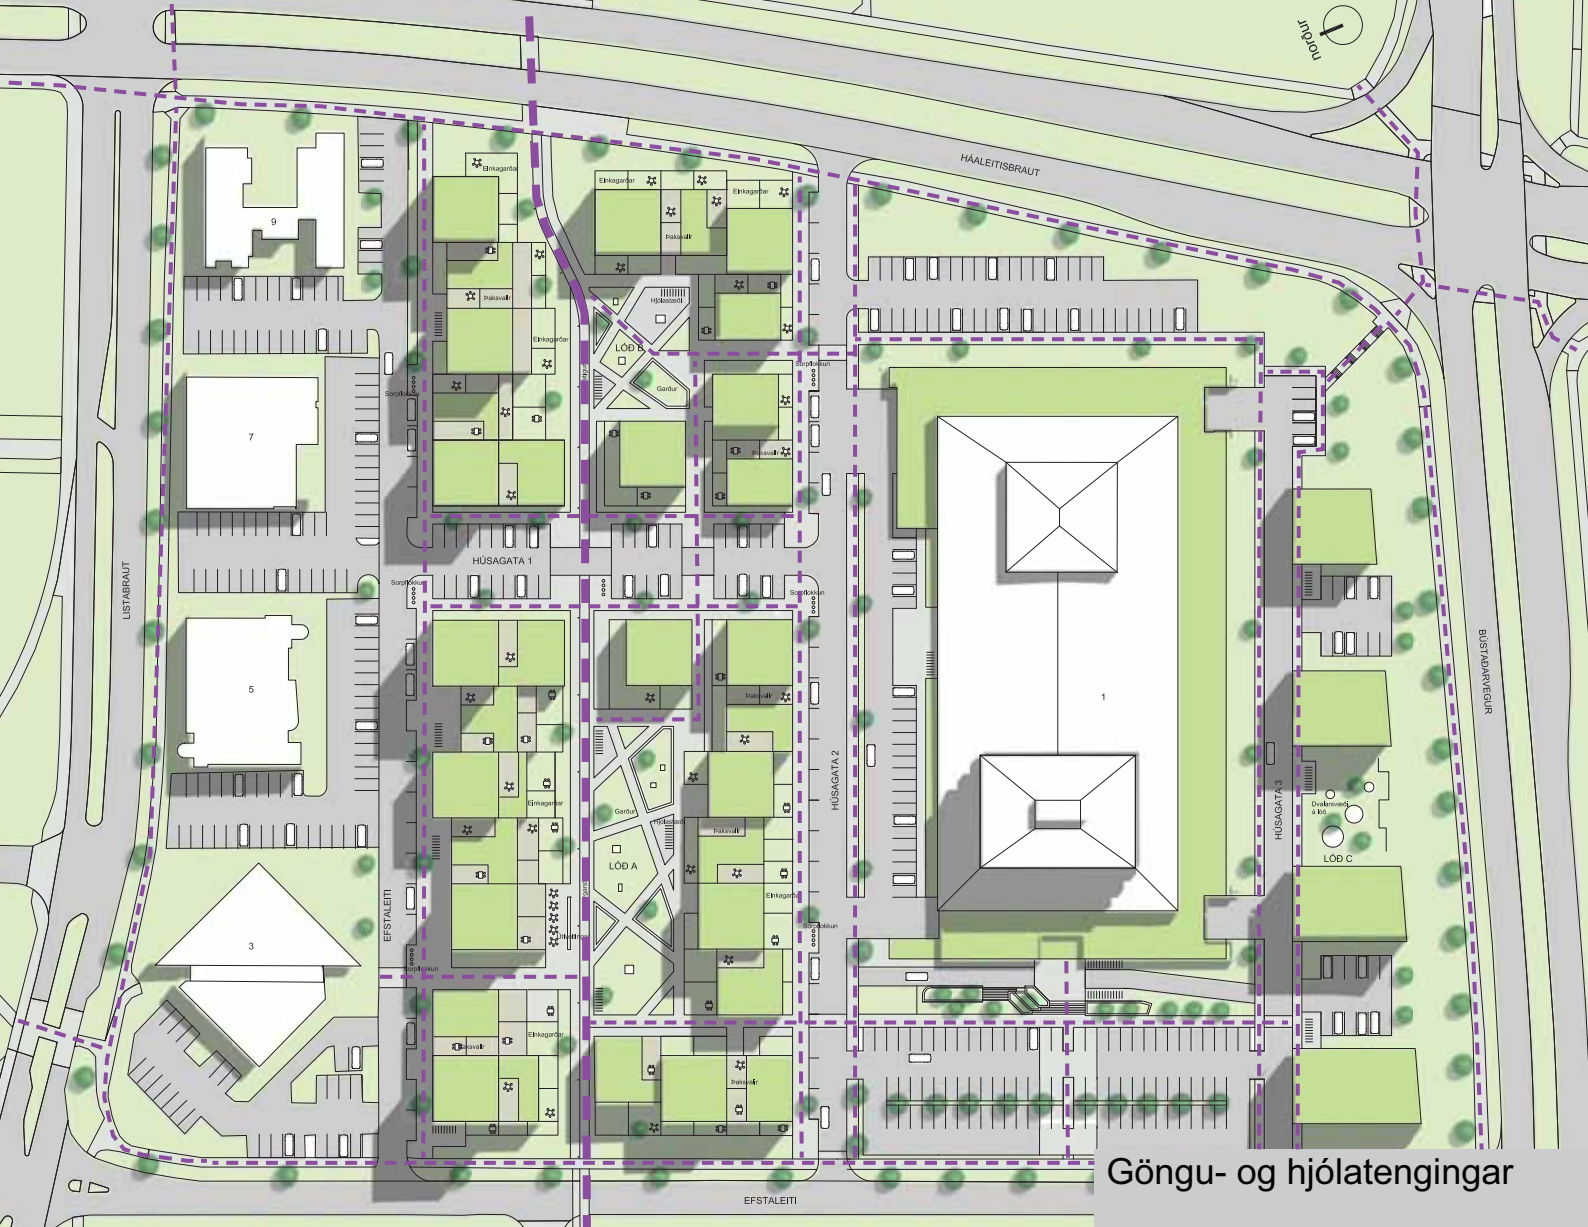 norður
HÁALEITISBRAUT
Einkagarðar
Einkagarðar
Einkagarðar
9
Þaksvalir
Þaksvalir
Hjólastæði
Einkagarðar
LÓÐ B
Sorpflokkun
Garður
Sorpflokkun
7
Þaksvalir
HÚSAGATA 1
Sorpflokkun
Sorpflokkun
LISTABRAUT
BÚSTAÐARVEGUR
5
1
Þaksvalir
HÚSAGATA 2
HÚSAGATA 3
Einkagarðar
Garður
Hjólastæði
Þaksvalir
Dvalarsvæði
á lóð
LÓÐ C
LÓÐ A
Einkagarðar
EFSTALEITI
Sorpflokkun
3
Sorpflokkun
Einkagarðar
Þaksvalir
Þaksvalir
Göngu- og hjólatengingar
EFSTALEITI